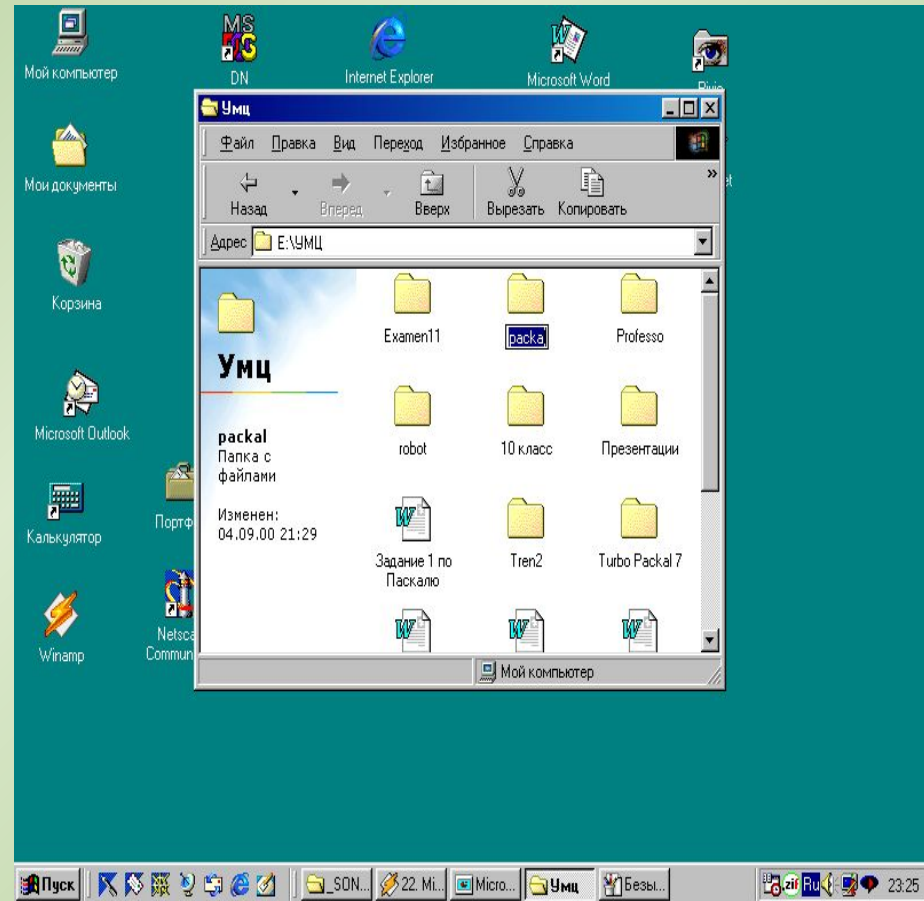 Мой компьютер
MS
DN
Internet Explorer
Microsoft Word
Мои документы
Корзина
Microsoft Outlook
Калькулятор
Winamp
Портф
Netsca
Commun
Умц
Файл Правка Вид Переход Избранное Справка
Назад Вперед Вверх Вырезать Копировать »
Адрес E:\УМЦ
Умц
packal
Папка с
файлами
Изменен:
04.09.00 21:29
Examen11
packal
Professo
robot
10 класс
Презентации
Задание 1 по
Паскалю
Tren2
Turbo Packal 7
Мой компьютер
Пуск
_SON...
22. Mi...
Micro...
Умц
Безы...
zif
Ru
23:25